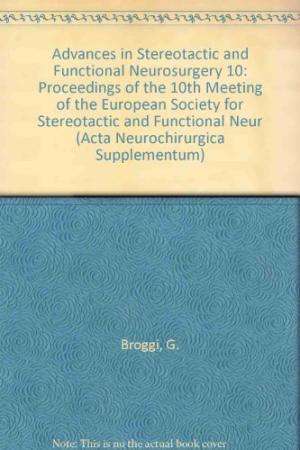 Advances in Stereotactic and
Functional Neurosurgery 10:
Proceedings of the 10th Meeting
of the European Society for
Stereotactic and Functional Neur
(Acta Neurochirurgica
Supplementum)
Broggi, G.
Note: This is no the actual book cover